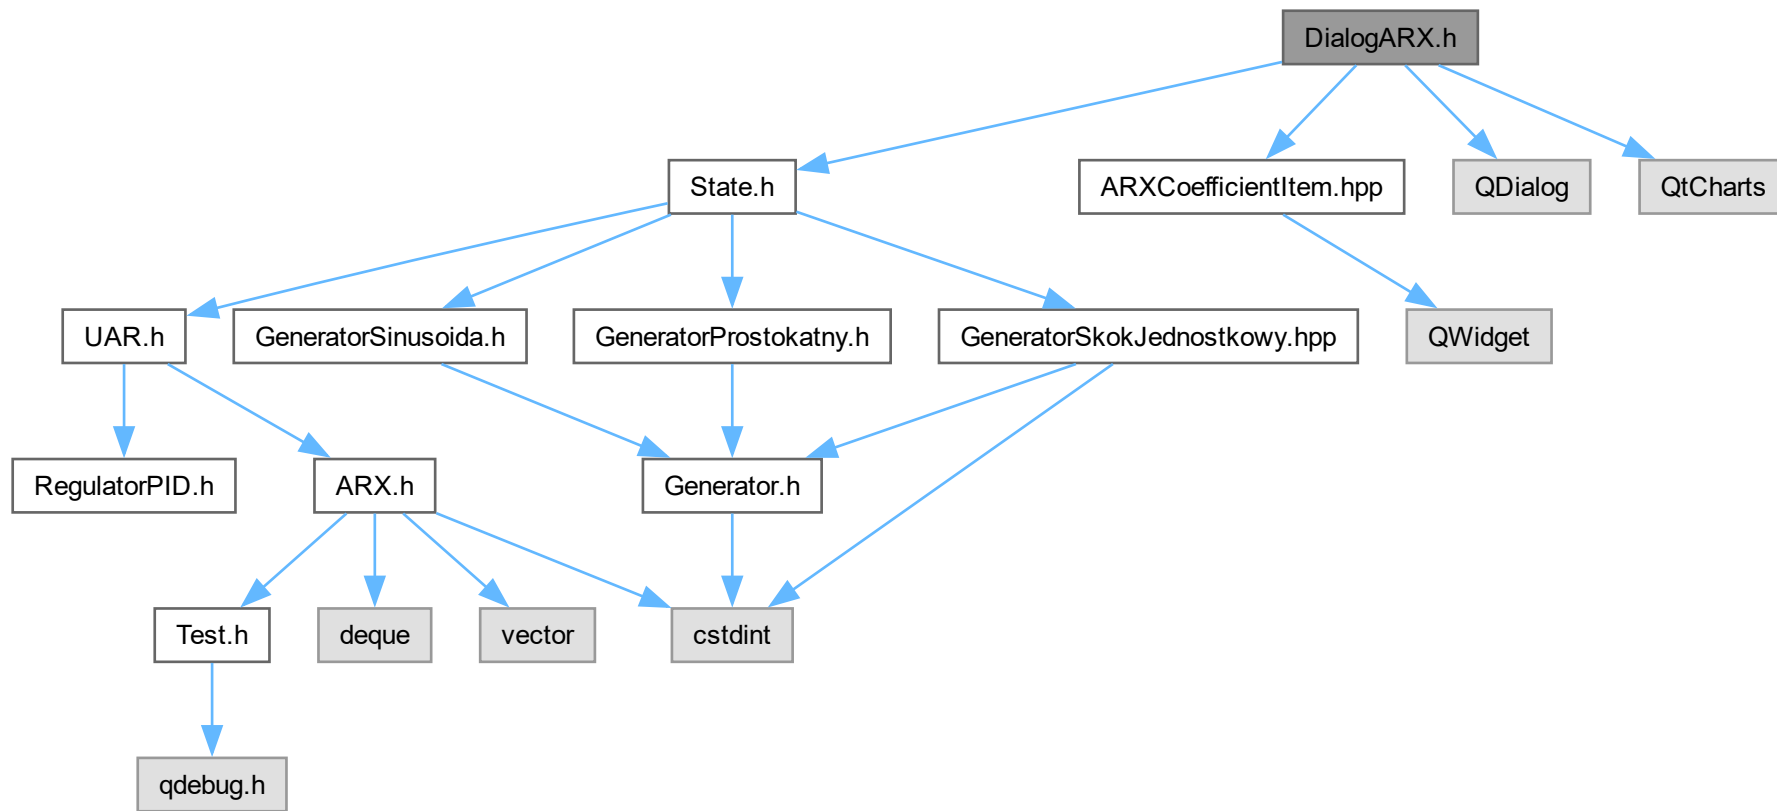 DialogARX.h
State.h
ARXCoefficientItem.hpp
QDialog
QtCharts
UAR.h
GeneratorSinusoida.h
GeneratorProstokatny.h
GeneratorSkokJednostkowy.hpp
QWidget
RegulatorPID.h
ARX.h
Generator.h
Test.h
deque
vector
cstdint
qdebug.h